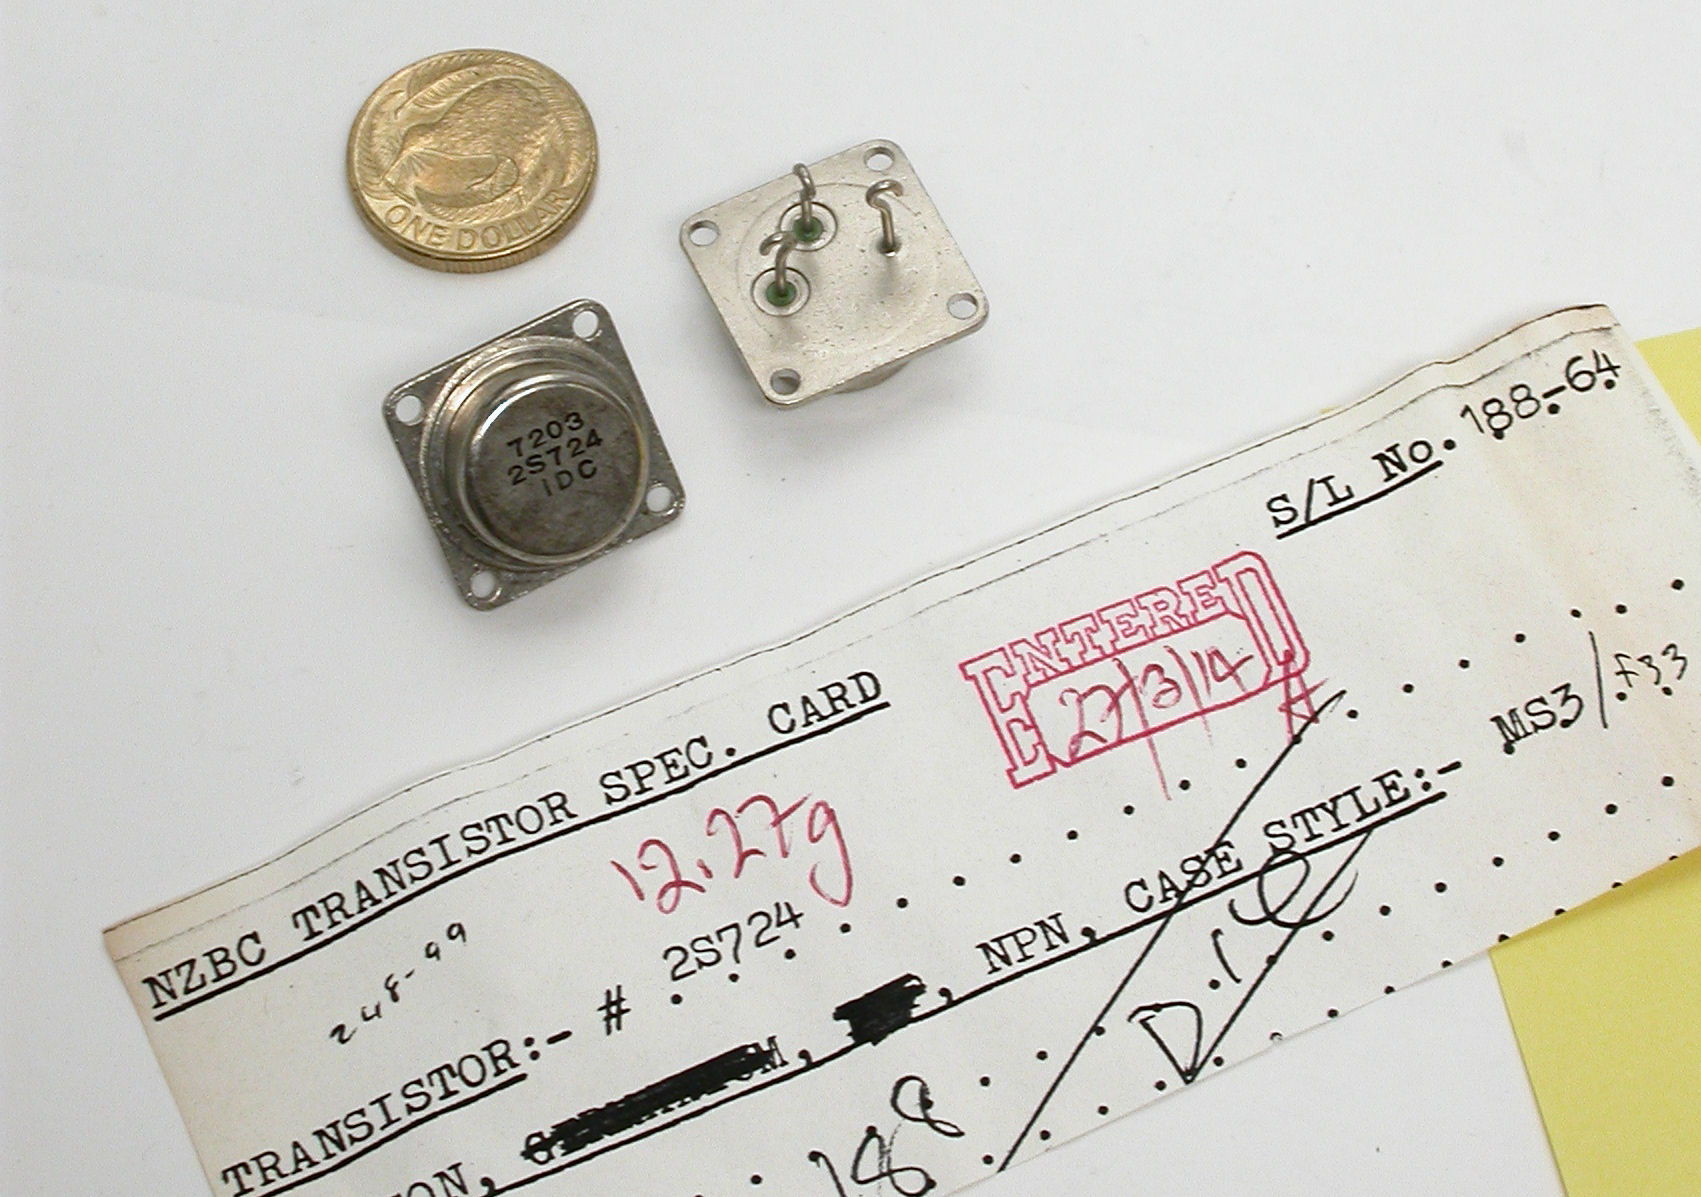 ONE DOLLAR
7203
2S724
IDC
S/L No. 188-64
ENTERED
27/3/14
NZBC TRANSISTOR SPEC. CARD
12.27g
248-99
TRANSISTOR:- # 2S724
NPN, CASE STYLE:- MS3/f33
188